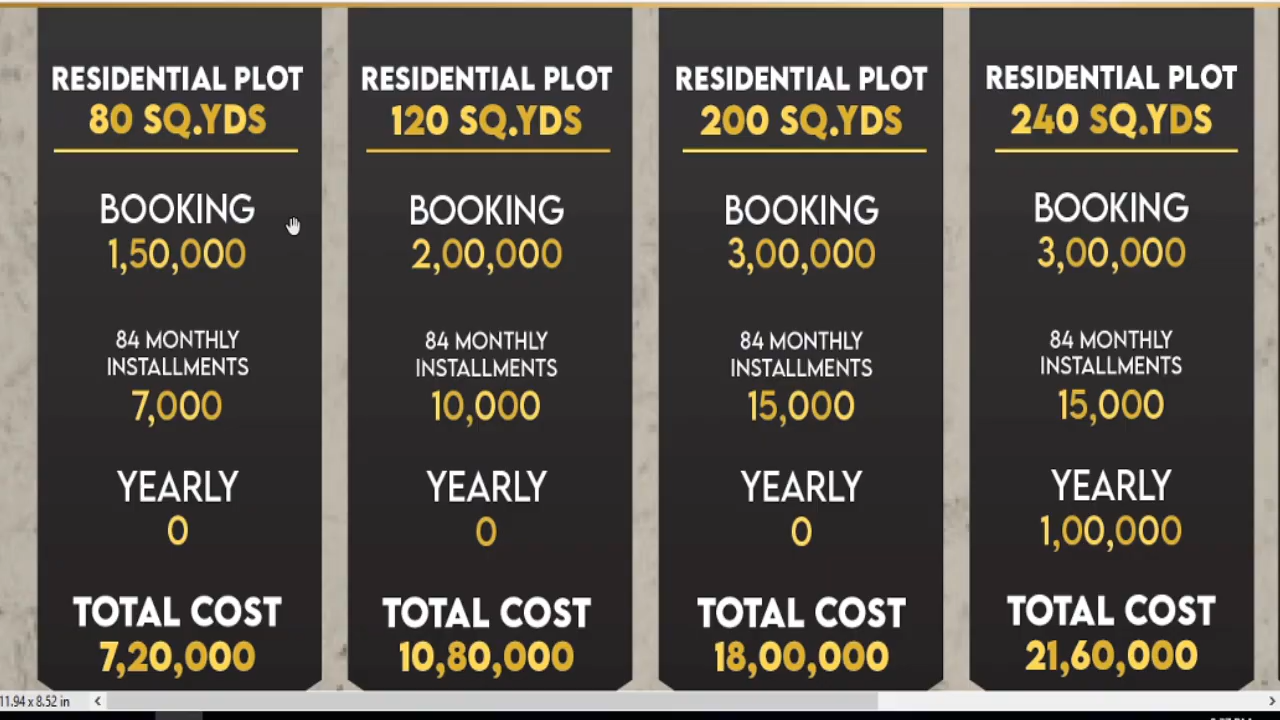 RESIDENTIAL PLOT
80 SQ.YDS
BOOKING
1,50,000
84 MONTHLY
INSTALLMENTS
7,000
YEARLY
0
TOTAL COST
7,20,000
RESIDENTIAL PLOT
120 SQ.YDS
BOOKING
2,00,000
84 MONTHLY
INSTALLMENTS
10,000
YEARLY
0
TOTAL COST
10,80,000
RESIDENTIAL PLOT
200 SQ.YDS
BOOKING
3,00,000
84 MONTHLY
INSTALLMENTS
15,000
YEARLY
0
TOTAL COST
18,00,000
RESIDENTIAL PLOT
240 SQ.YDS
BOOKING
3,00,000
84 MONTHLY
INSTALLMENTS
15,000
YEARLY
1,00,000
TOTAL COST
21,60,000
11.94 x 8.52 in